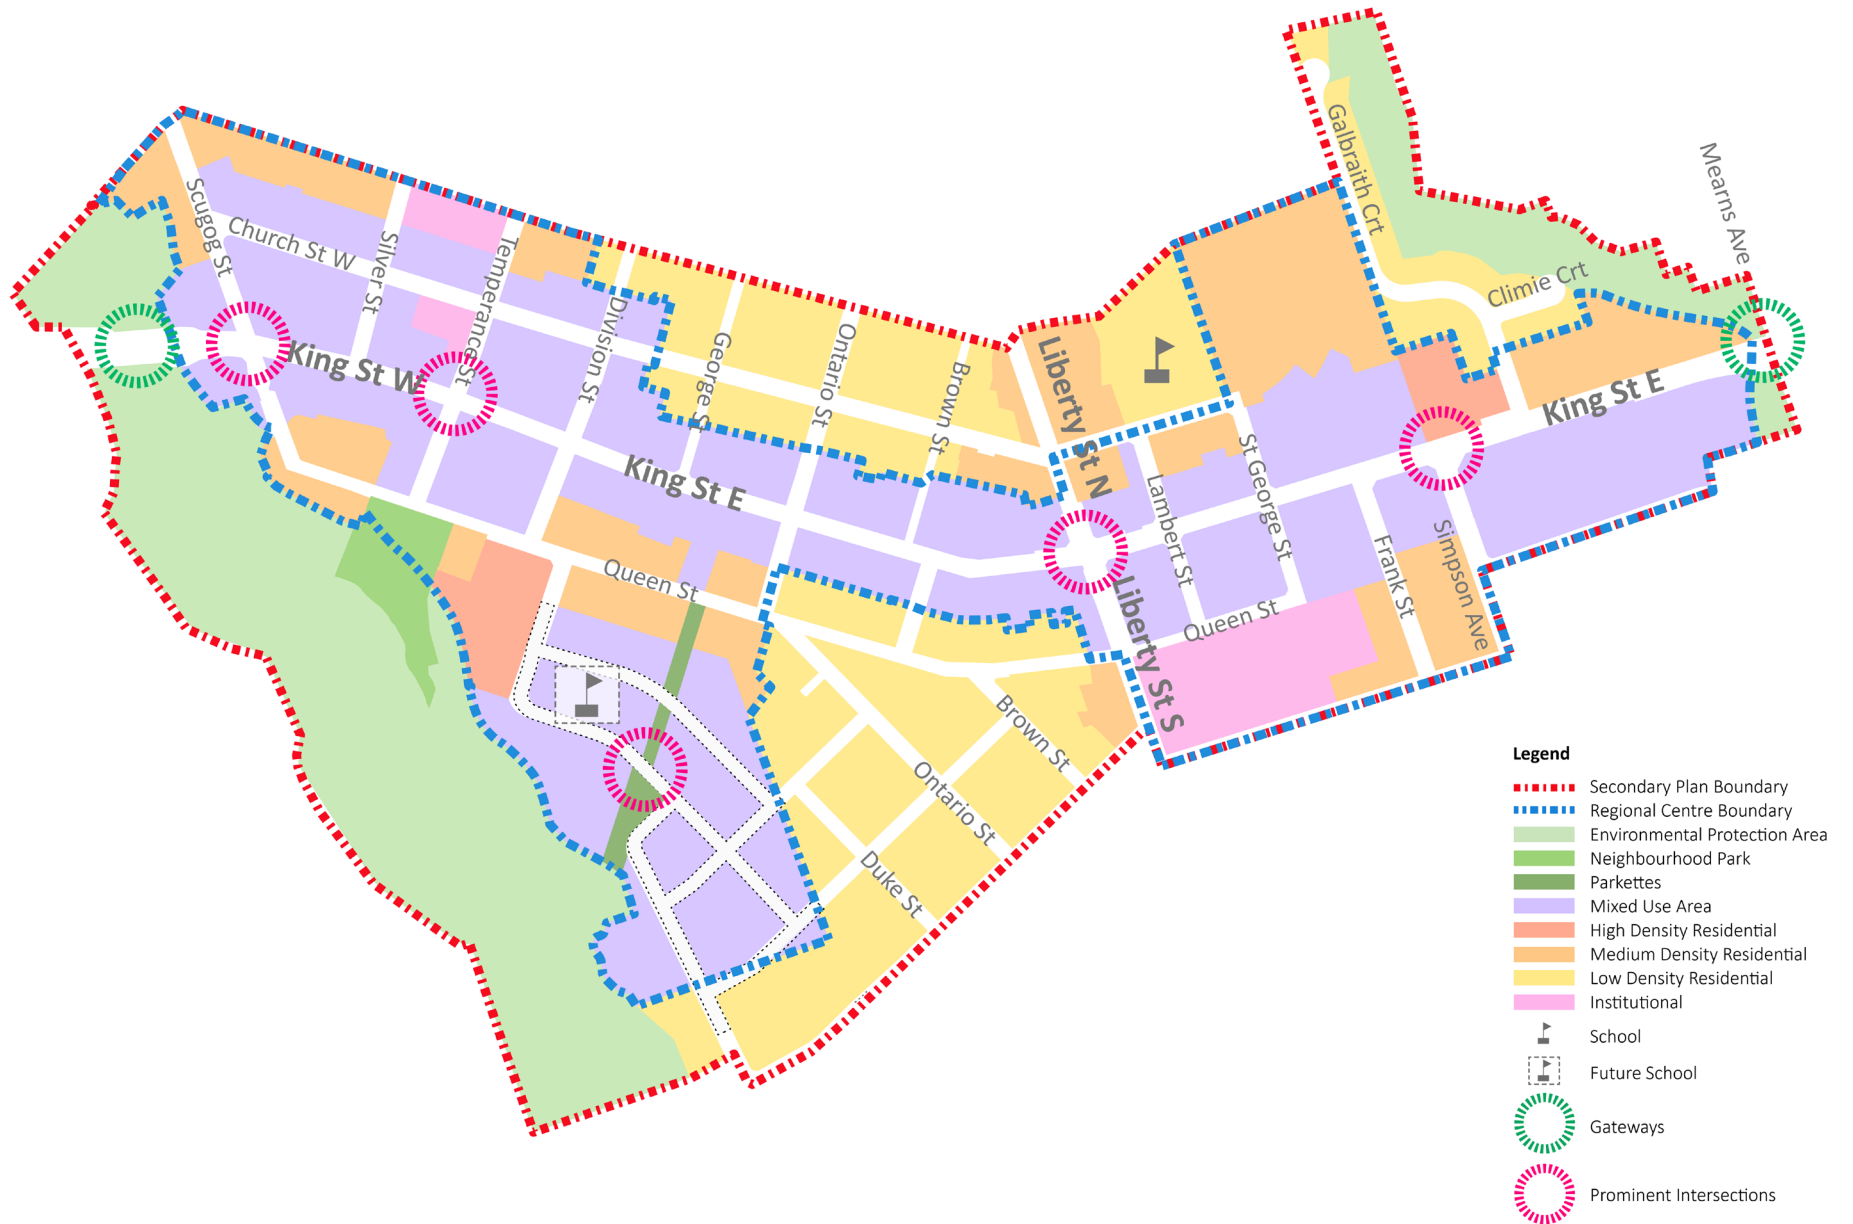 Galbraith Crt
Mearns Ave
Climie Crt
Scugog St
Church St W
Silver St
Temperance St
Division St
George St
Ontario St
Brown St
Liberty St N
King St W
King St E
King St E
St George St
Lambert St
Frank St
Simpson Ave
Queen St
Queen St
Liberty St S
Brown St
Ontario St
Duke St
Legend
Secondary Plan Boundary
Regional Centre Boundary
Environmental Protection Area
Neighbourhood Park
Parkettes
Mixed Use Area
High Density Residential
Medium Density Residential
Low Density Residential
Institutional
School
Future School
Gateways
Prominent Intersections